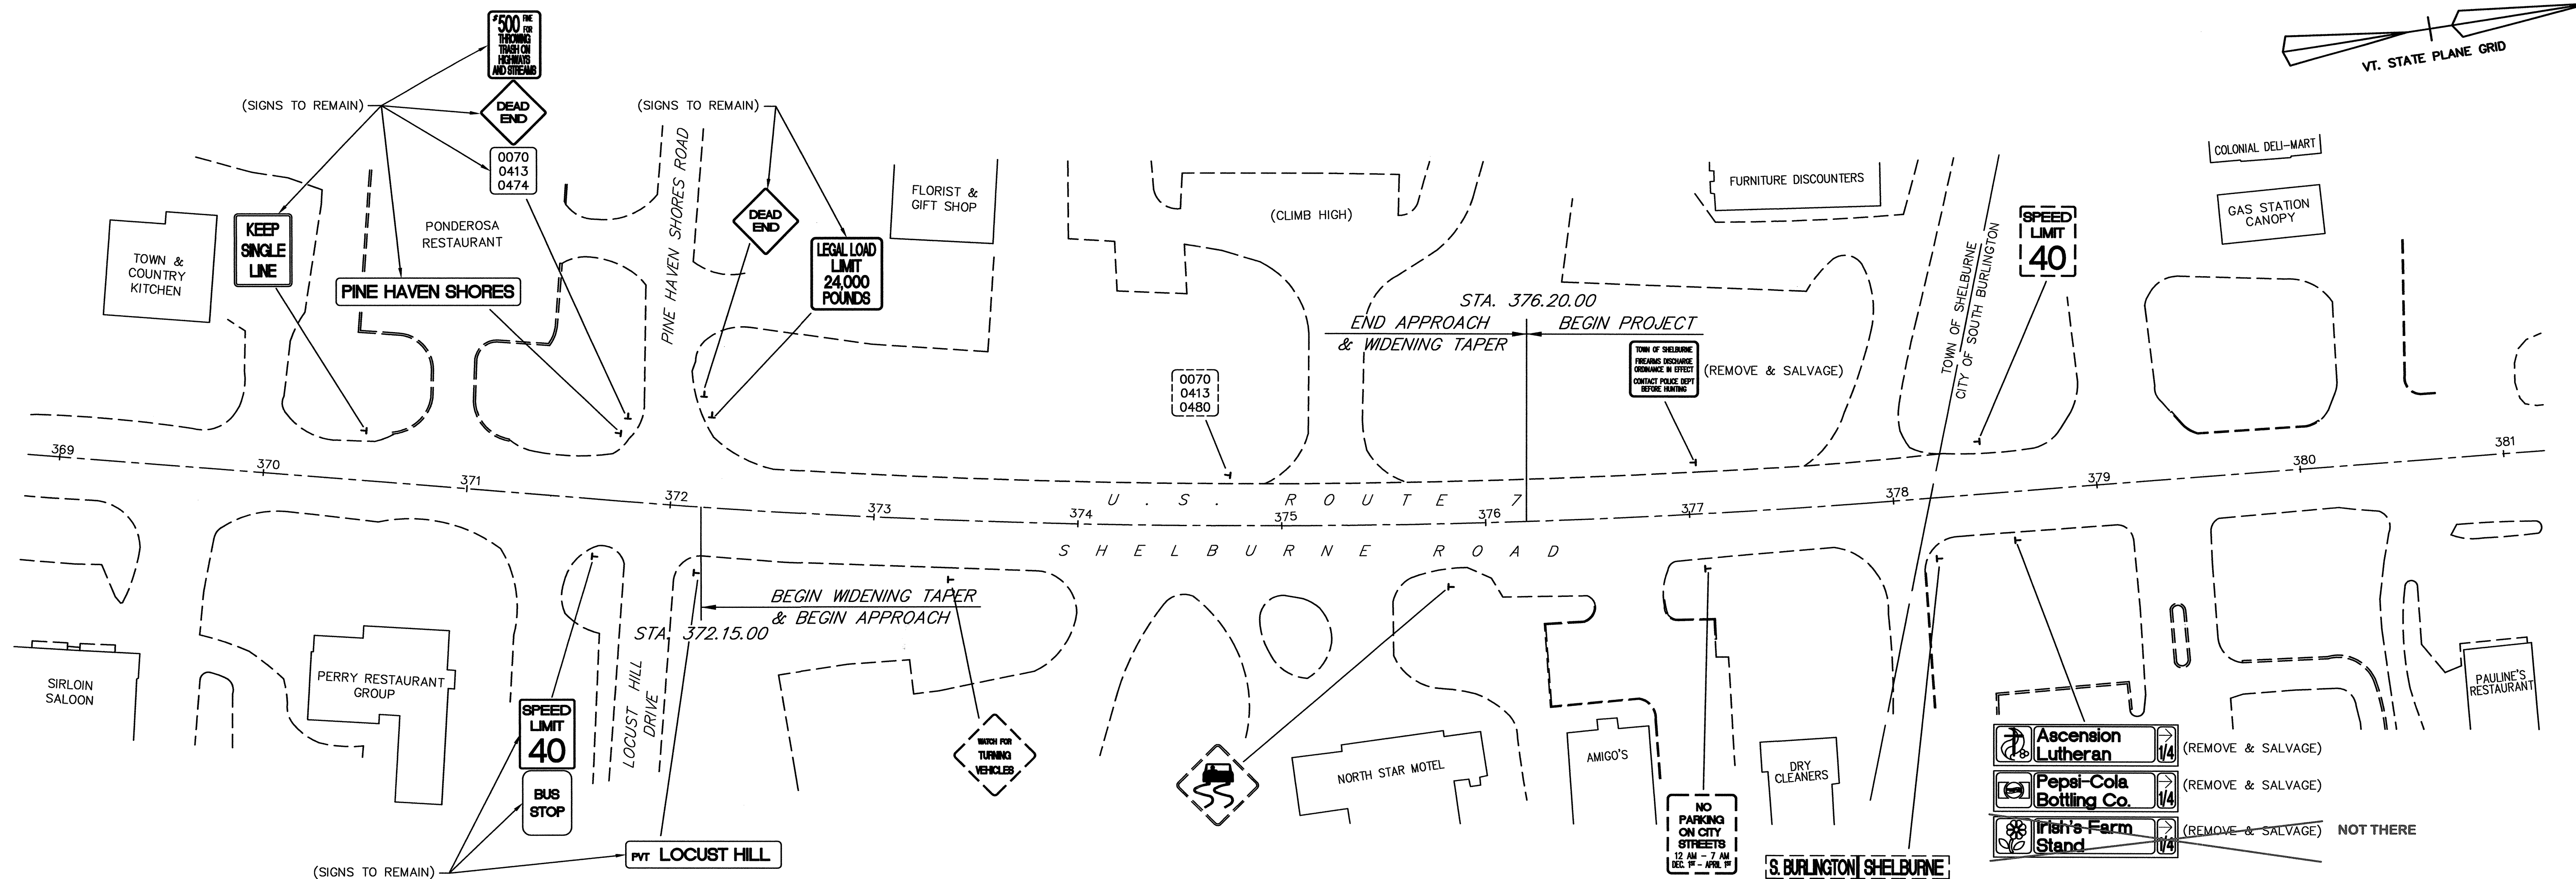 $500 FINE
FOR
THROWING
TRASH ON
HIGHWAYS
AND STREAMS
(SIGNS TO REMAIN)
DEAD
END
0070
0413
0474
KEEP
SINGLE
LINE
PINE HAVEN SHORES
PONDEROSA
RESTAURANT
TOWN &
COUNTRY
KITCHEN
PINE HAVEN SHORES ROAD
(SIGNS TO REMAIN)
DEAD
END
LEGAL LOAD
LIMIT
24,000
POUNDS
FLORIST &
GIFT SHOP
(CLIMB HIGH)
0070
0413
0480
STA. 376.20.00
END APPROACH
& WIDENING TAPER
BEGIN PROJECT
TOWN OF SHELBURNE
FIREARMS DISCHARGE
ORDINANCE IN EFFECT
CONTACT POLICE DEPT
BEFORE HUNTING
(REMOVE & SALVAGE)
FURNITURE DISCOUNTERS
TOWN OF SHELBURNE
CITY OF SOUTH BURLINGTON
SPEED
LIMIT
40
COLONIAL DELI-MART
GAS STATION
CANOPY
VT. STATE PLANE GRID
369
370
371
372
373
374
375
376
377
378
379
380
381
U.S. ROUTE 7
SHELBURNE ROAD
BEGIN WIDENING TAPER
& BEGIN APPROACH
STA. 372.15.00
SIRLOIN
SALOON
PERRY RESTAURANT
GROUP
SPEED
LIMIT
40
BUS
STOP
(SIGNS TO REMAIN)
LOCUST HILL
DRIVE
PVT LOCUST HILL
WATCH FOR
TURNING
VEHICLES
NORTH STAR MOTEL
AMIGO'S
NO
PARKING
ON CITY
STREETS
12 AM - 7 AM
DEC. 1ST - APRIL 1ST
DRY
CLEANERS
S. BURLINGTON SHELBURNE
Ascension
Lutheran
1/4
(REMOVE & SALVAGE)
Pepsi-Cola
Bottling Co.
1/4
(REMOVE & SALVAGE)
Irish's Farm
Stand
1/4
(REMOVE & SALVAGE) NOT THERE
PAULINE'S
RESTAURANT